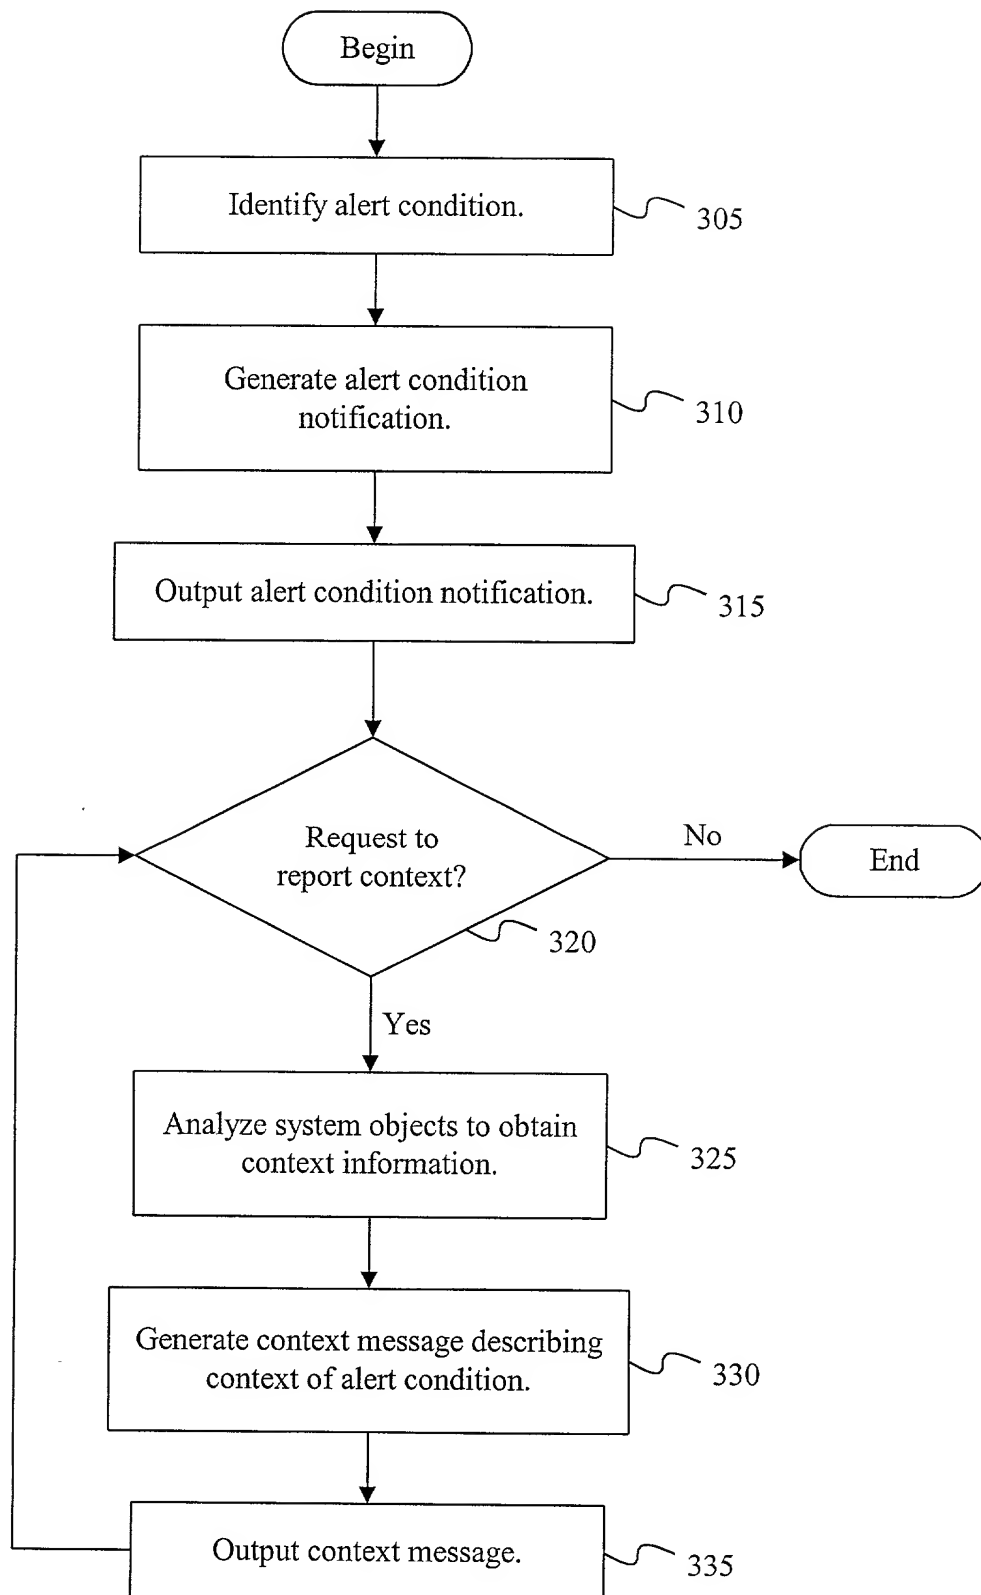 Begin
Identify alert condition.
305
Generate alert condition
notification.
310
Output alert condition notification.
315
Request to
report context?
No
End
320
Yes
Analyze system objects to obtain
context information.
325
Generate context message describing
context of alert condition.
330
Output context message.
335